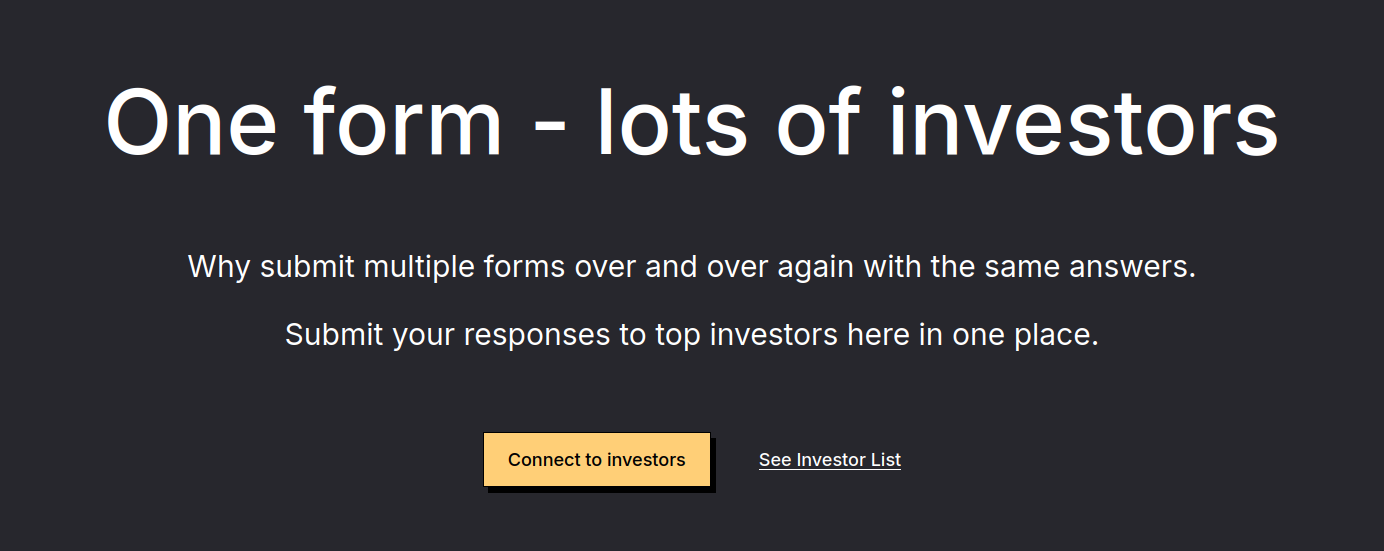 One form - lots of investors
Why submit multiple forms over and over again with the same answers.
Submit your responses to top investors here in one place.
Connect to investors
See Investor List